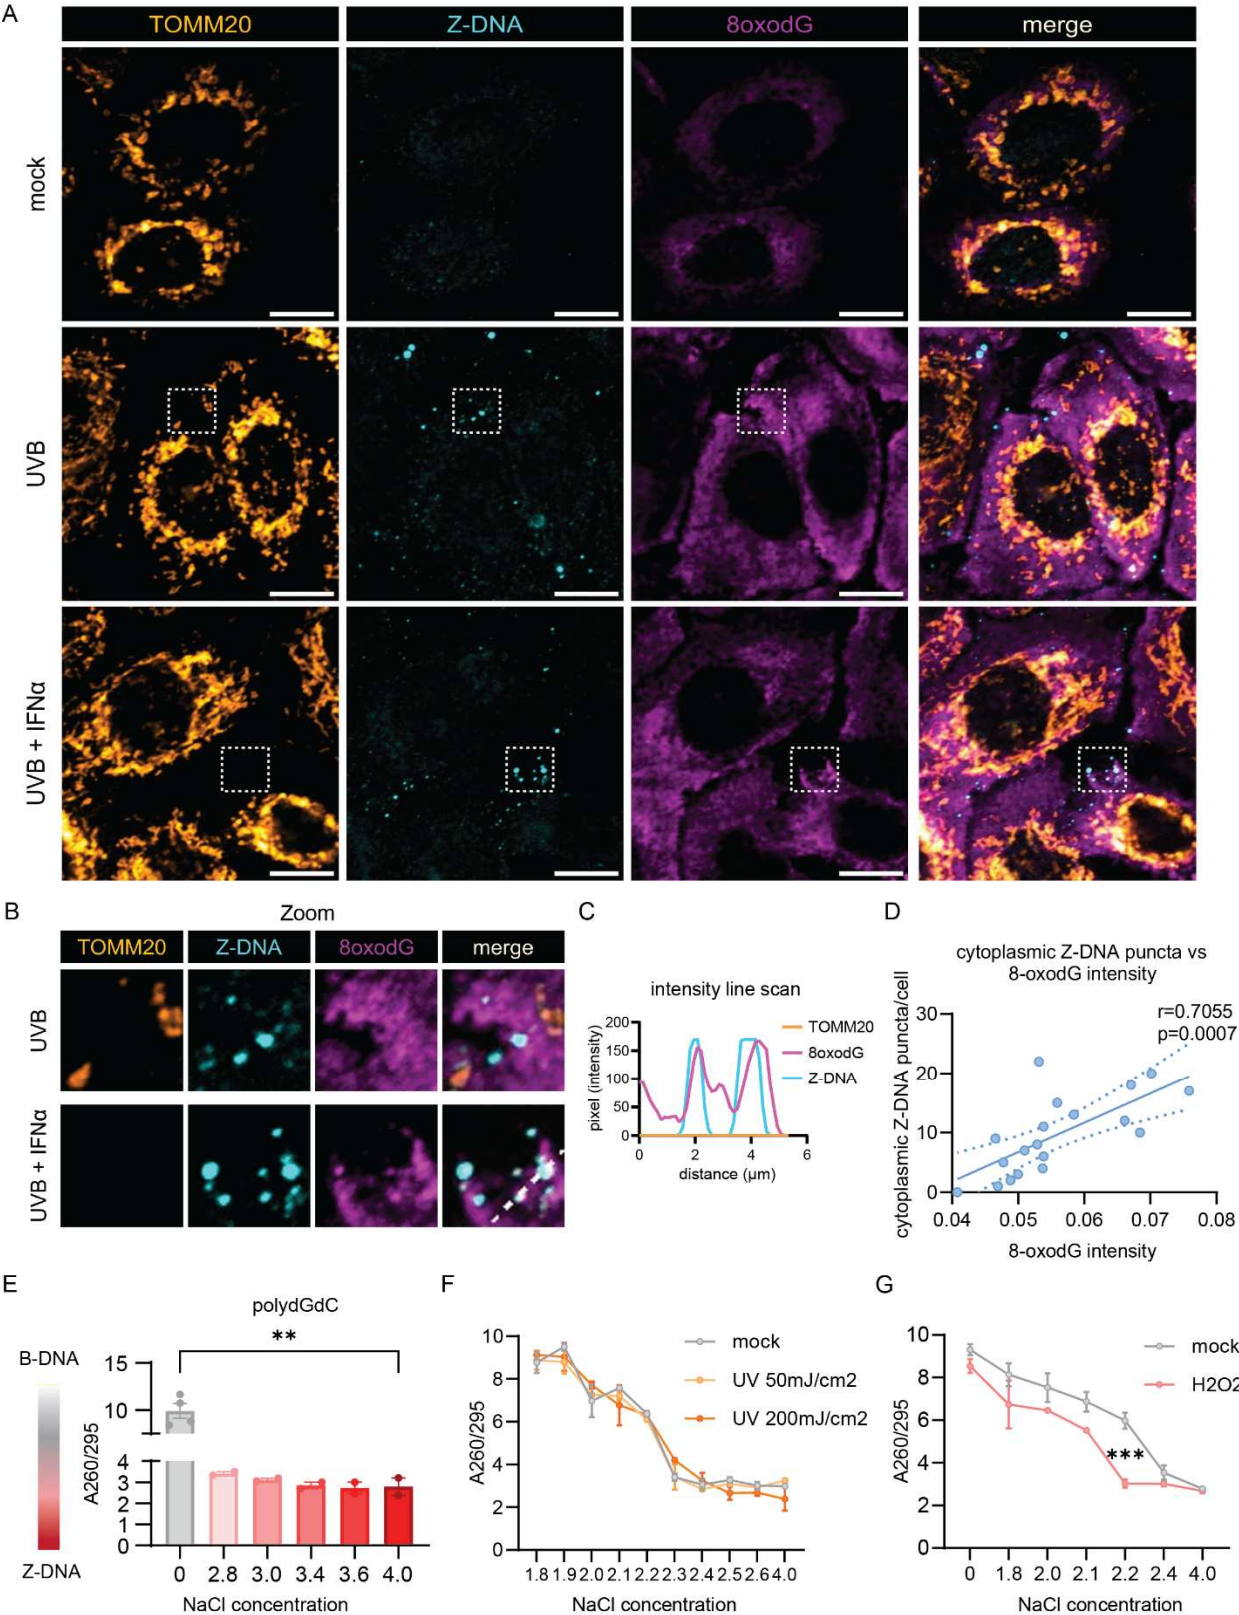 A
TOMM20
Z-DNA
8oxodG
merge
mock
UVB
UVB + IFNα
B
Zoom
TOMM20
Z-DNA
8oxodG
merge
UVB
UVB + IFNα
C
intensity line scan
pixel (intensity)
200
150
100
50
0
0
2
4
6
distance (µm)
TOMM20
8oxodG
Z-DNA
D
cytoplasmic Z-DNA puncta vs
8-oxodG intensity
r=0.7055
p=0.0007
cytoplasmic Z-DNA puncta/cell
30
20
10
0
0.04
0.05
0.06
0.07
0.08
8-oxodG intensity
E
polydGdC
**
B-DNA
Z-DNA
A260/295
15
10
4
3
2
1
0
0
2.8
3.0
3.4
3.6
4.0
NaCl concentration
F
A260/295
10
8
6
4
2
0
1.8
1.9
2.0
2.1
2.2
2.3
2.4
2.5
2.6
4.0
NaCl concentration
mock
UV 50mJ/cm2
UV 200mJ/cm2
G
A260/295
10
8
6
4
2
0
0
1.8
2.0
2.1
2.2
2.4
4.0
NaCl concentration
mock
H2O2
***